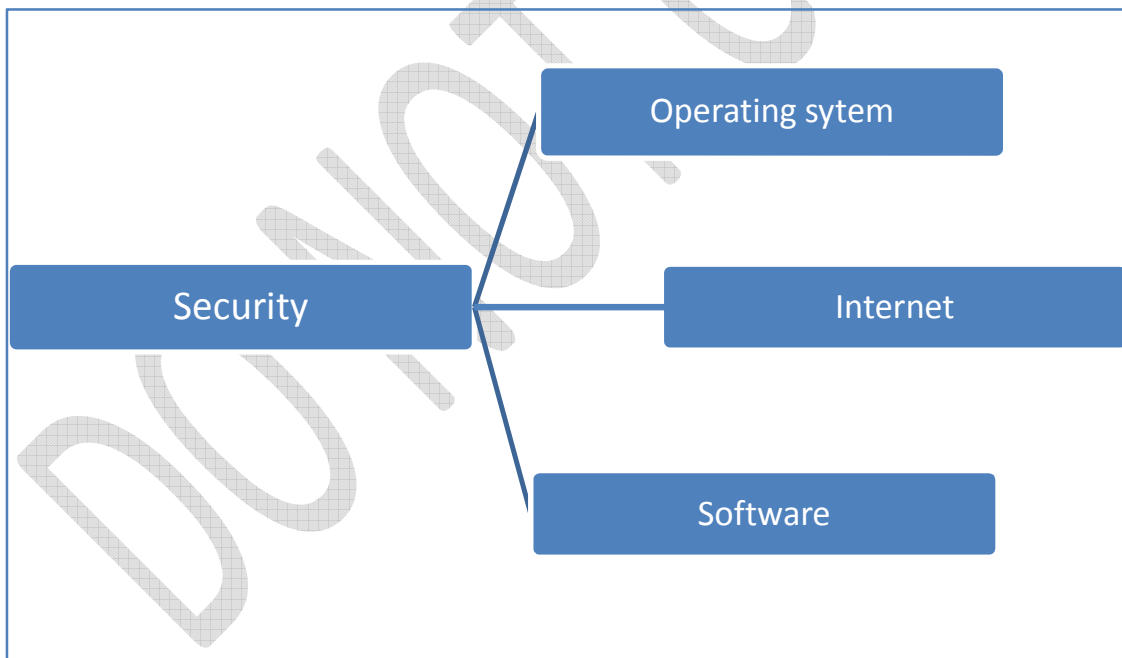 Operating sytem
Security
Internet
Software
DO NOT